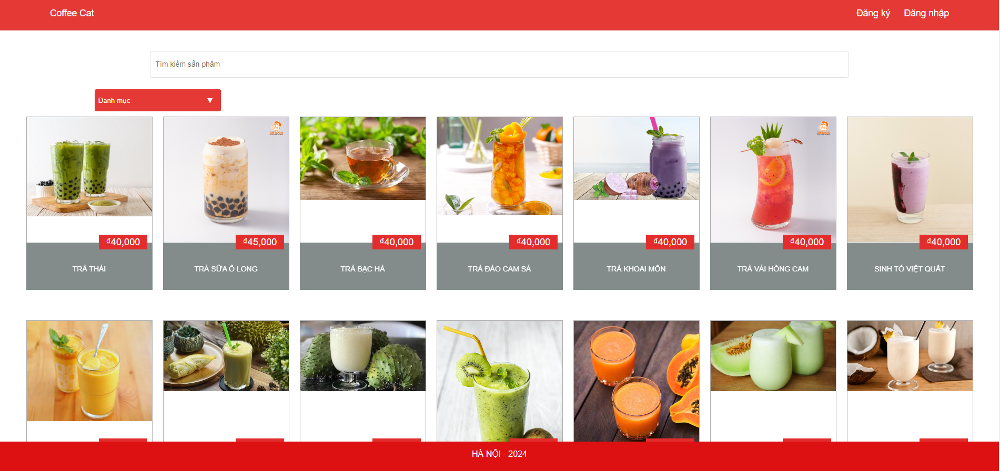 Coffee Cat
Đăng ký
Đăng nhập
Tìm kiếm sản phẩm
Danh mục
▼
₫40,000
₫45,000
₫40,000
₫40,000
₫40,000
₫40,000
₫40,000
TRÀ THÁI
TRÀ SỮA Ô LONG
TRÀ BẠC HÀ
TRÀ ĐÀO CAM SẢ
TRÀ KHOAI MÔN
TRÀ VẢI HỒNG CAM
SINH TỐ VIỆT QUẤT
HÀ NỘI - 2024